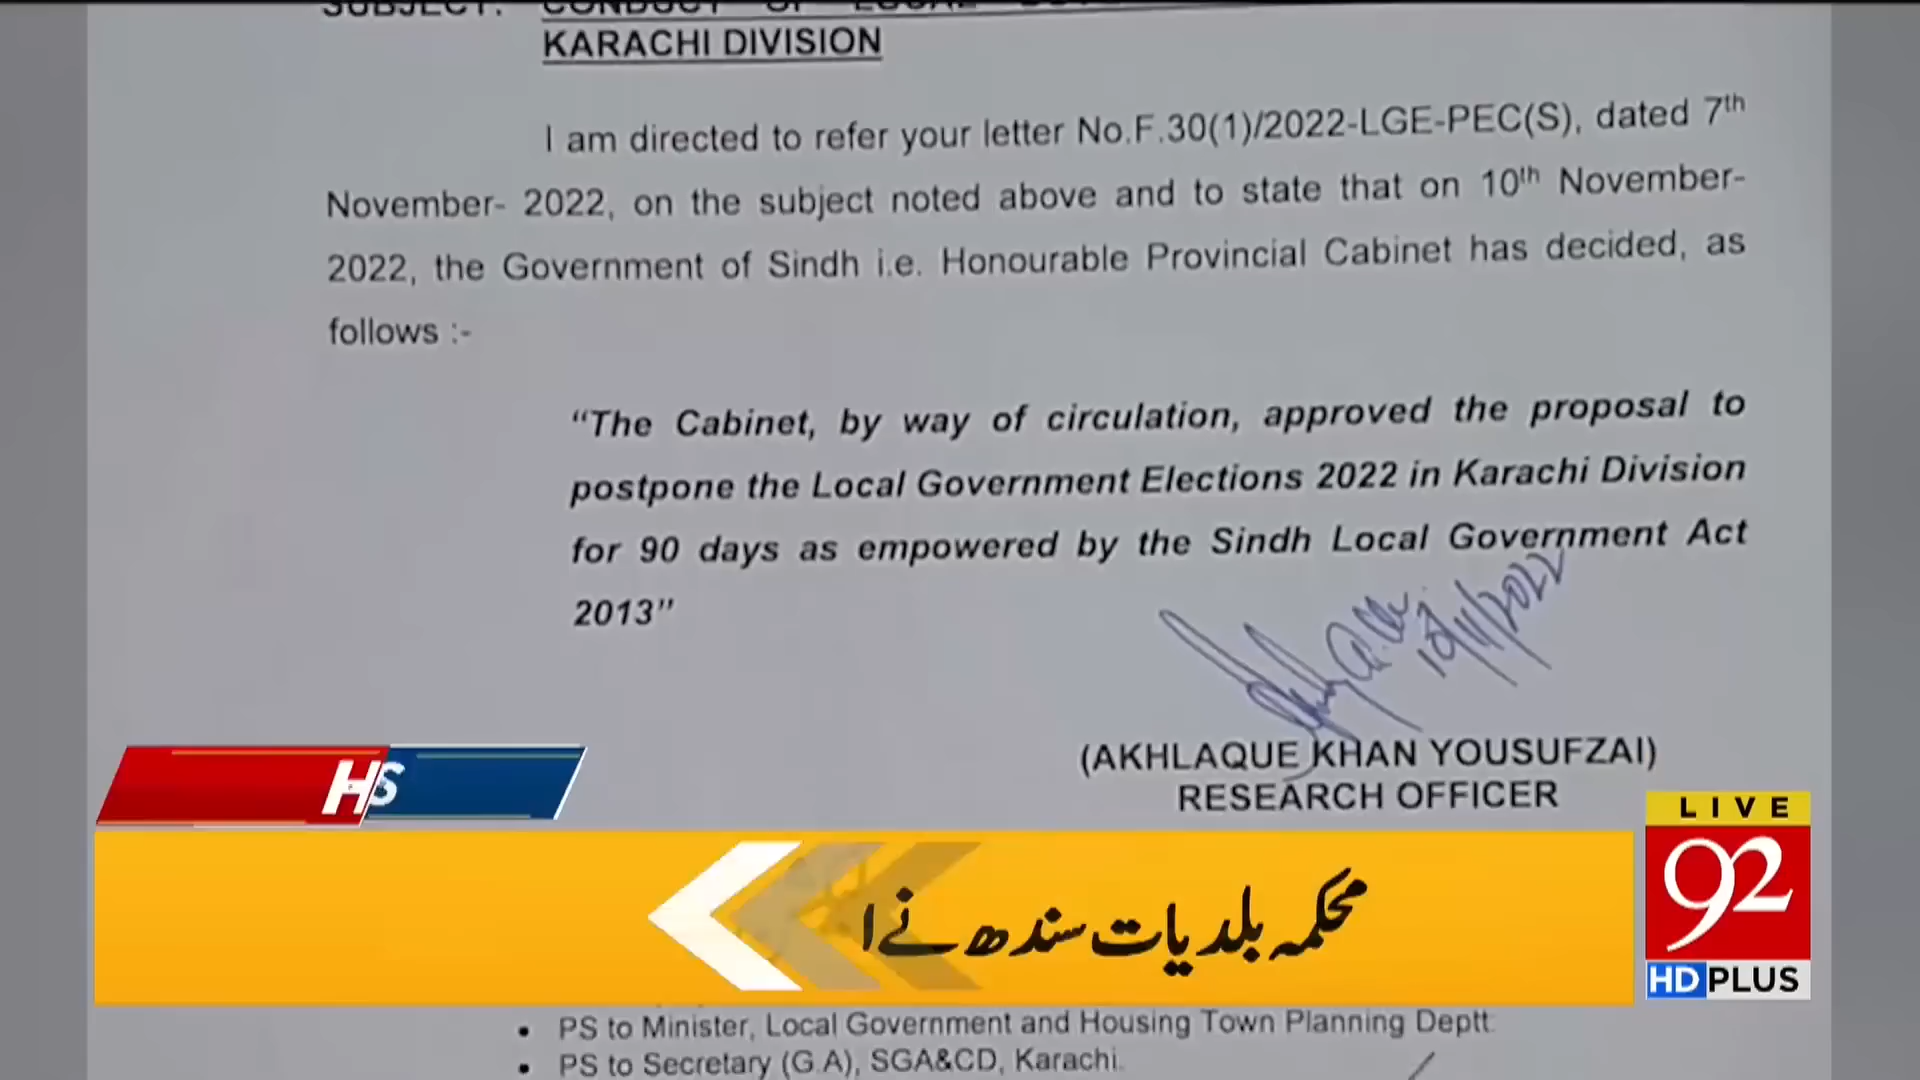 SUBJECT: CONDUCT OF LOCAL
KARACHI DIVISION
I am directed to refer your letter No.F.30(1)/2022-LGE-PEC(S), dated 7th
November- 2022, on the subject noted above and to state that on 10th November-
2022, the Government of Sindh i.e. Honourable Provincial Cabinet has decided, as
follows :-
“The Cabinet, by way of circulation, approved the proposal to
postpone the Local Government Elections 2022 in Karachi Division
for 90 days as empowered by the Sindh Local Government Act
2013”
(AKHLAQUE KHAN YOUSUFZAI)
RESEARCH OFFICER
H
LIVE
92
HD PLUS
محکمہ بلدیات سندھ نے ا
• PS to Minister, Local Government and Housing Town Planning Deptt.
• PS to Secretary (G.A), SGA&CD, Karachi.